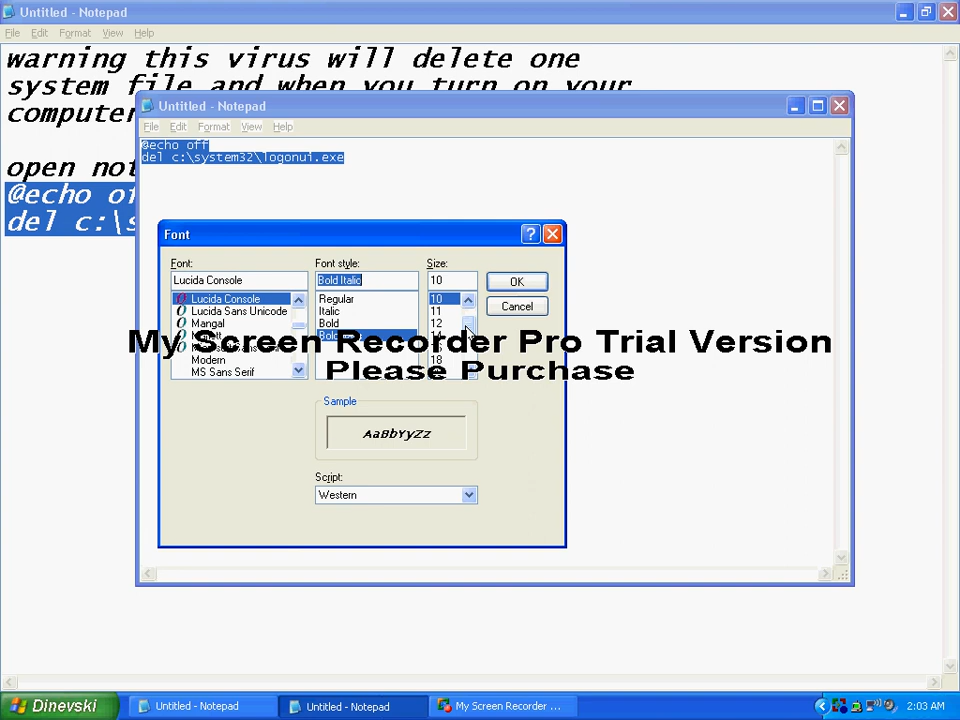 Untitled - Notepad
File Edit Format View Help
warning this virus will delete one
system file and when you turn on your
computer
open not
@echo of
del c:\s
Untitled - Notepad
File Edit Format View Help
@echo off
del c:\system32\logonui.exe
Font
Font: Font style: Size:
Lucida Console Bold Italic 10 OK
Lucida Console Regular 10
Lucida Sans Unicode Italic 11 Cancel
Mangal Bold 12
My Screen Recorder Pro Trial Version
Please Purchase
Modern 18
MS Sans Serif
Sample
AaBbYyZz
Script:
Western
Dinevski Untitled - Notepad Untitled - Notepad My Screen Recorder ... 2:03 AM